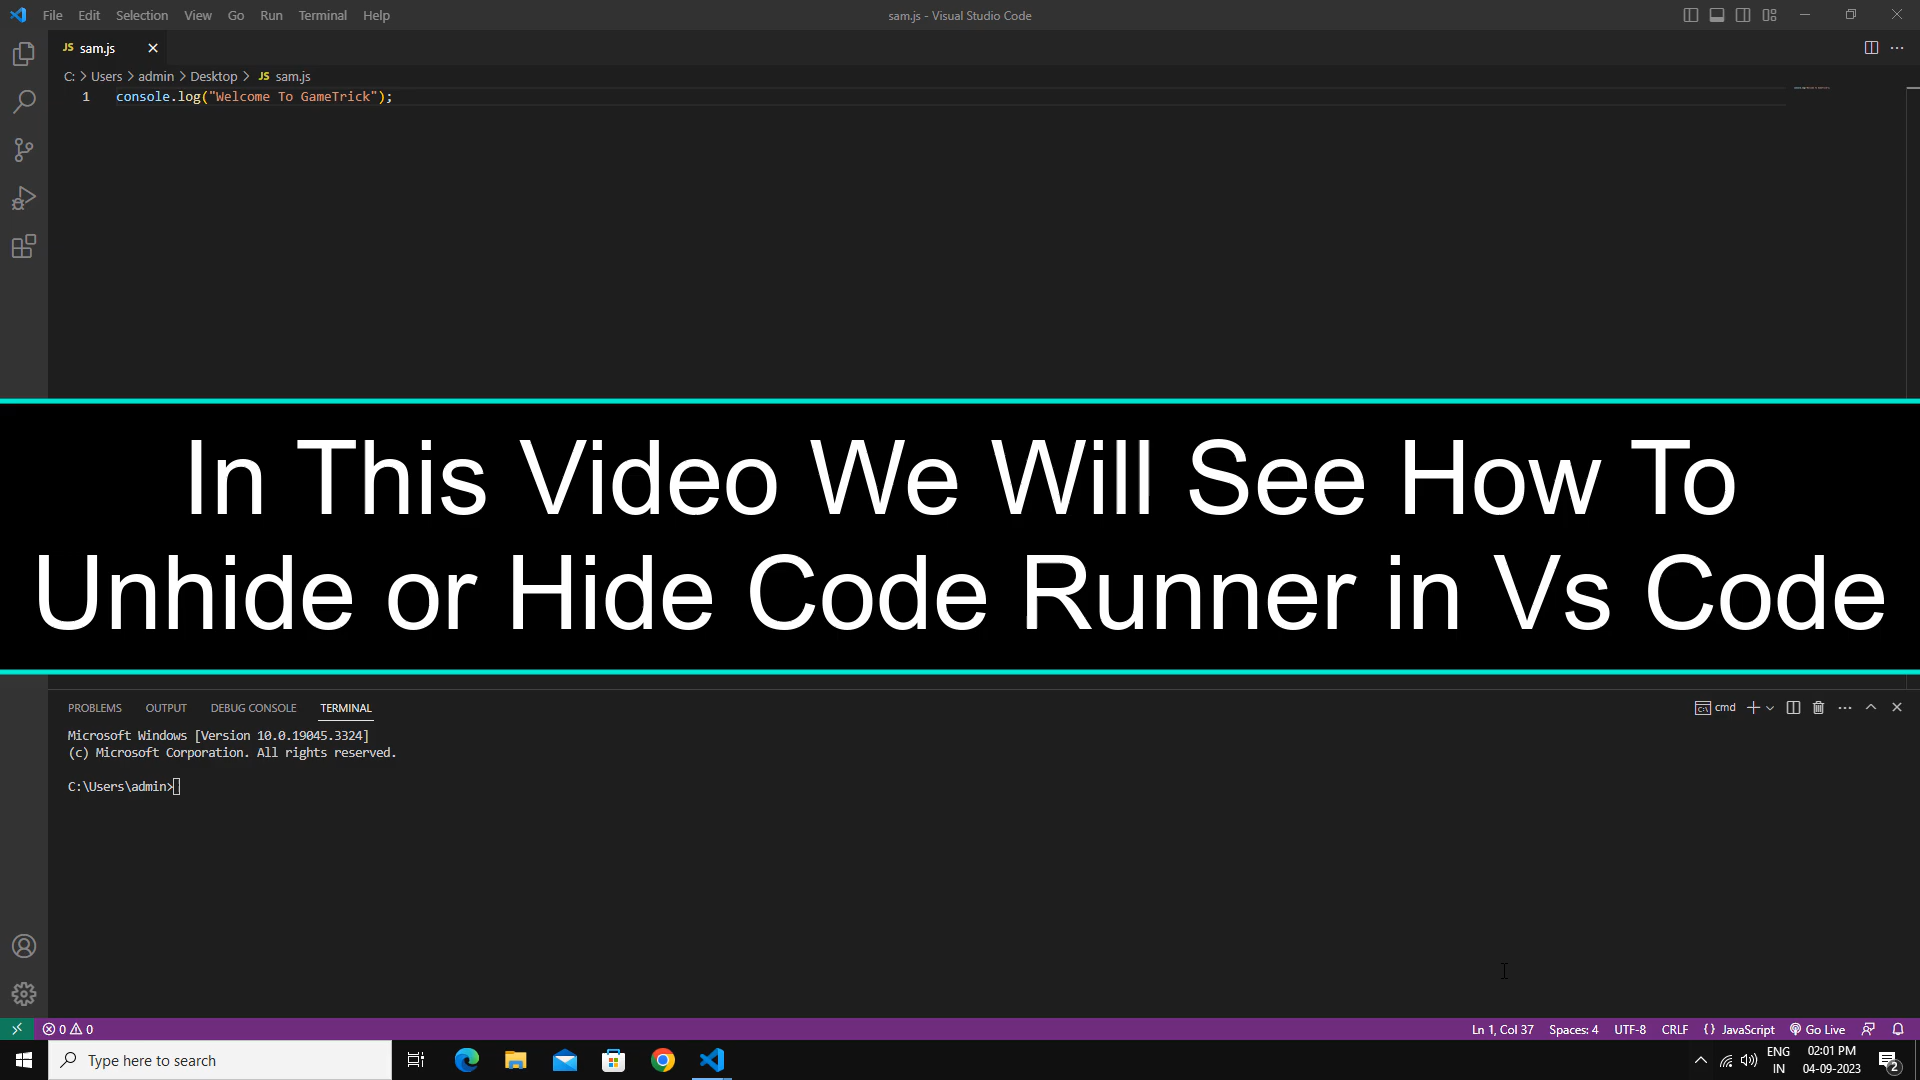 File Edit Selection View Go Run Terminal Help
sam.js - Visual Studio Code
JS sam.js
C: > Users > admin > Desktop > JS sam.js
1 console.log("Welcome To GameTrick");
In This Video We Will See How To
Unhide or Hide Code Runner in Vs Code
PROBLEMS OUTPUT DEBUG CONSOLE TERMINAL
cmd
Microsoft Windows [Version 10.0.19045.3324]
(c) Microsoft Corporation. All rights reserved.
C:\Users\admin>
0 0
Ln 1, Col 37 Spaces: 4 UTF-8 CRLF {} JavaScript Go Live
Type here to search
ENG
IN
02:01 PM
04-09-2023
2